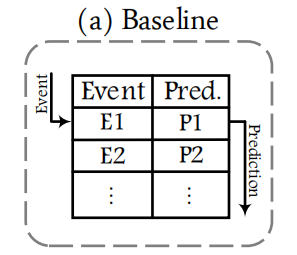 (a) Baseline
Event
Event Pred.
E1 P1
E2 P2
⋮ ⋮
Prediction